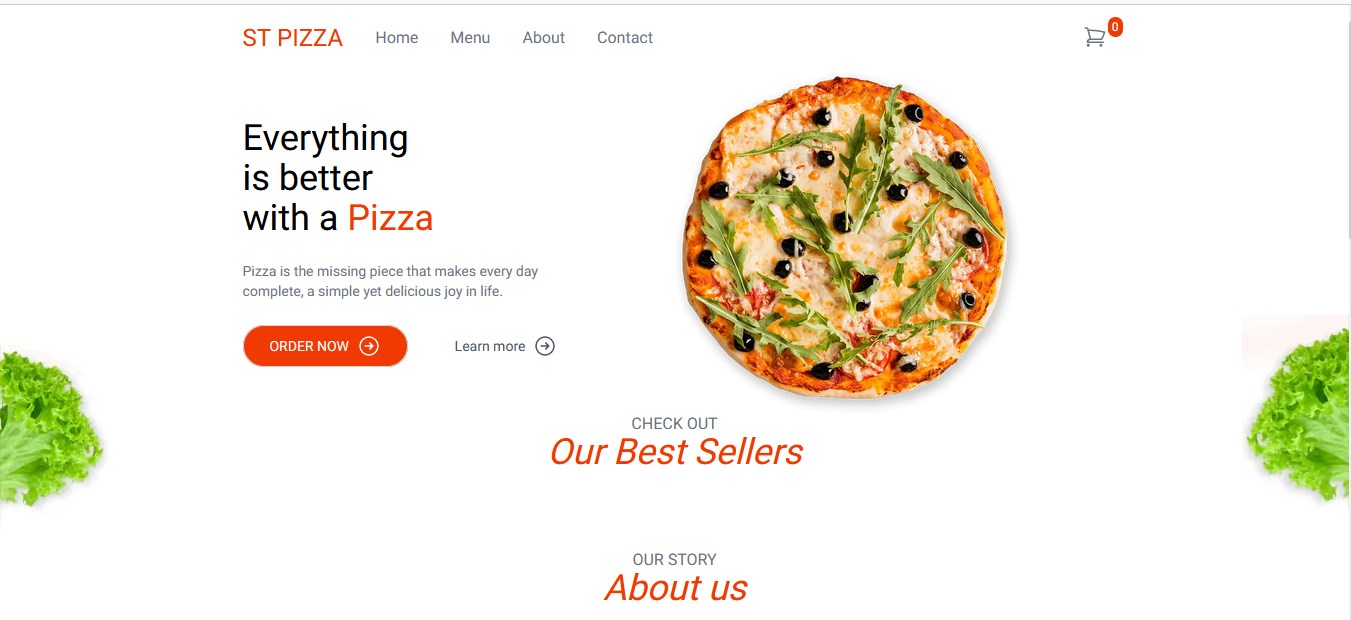 ST PIZZA Home Menu About Contact 0
Everything
is better
with a Pizza
Pizza is the missing piece that makes every day
complete, a simple yet delicious joy in life.
ORDER NOW Learn more
CHECK OUT
Our Best Sellers
OUR STORY
About us